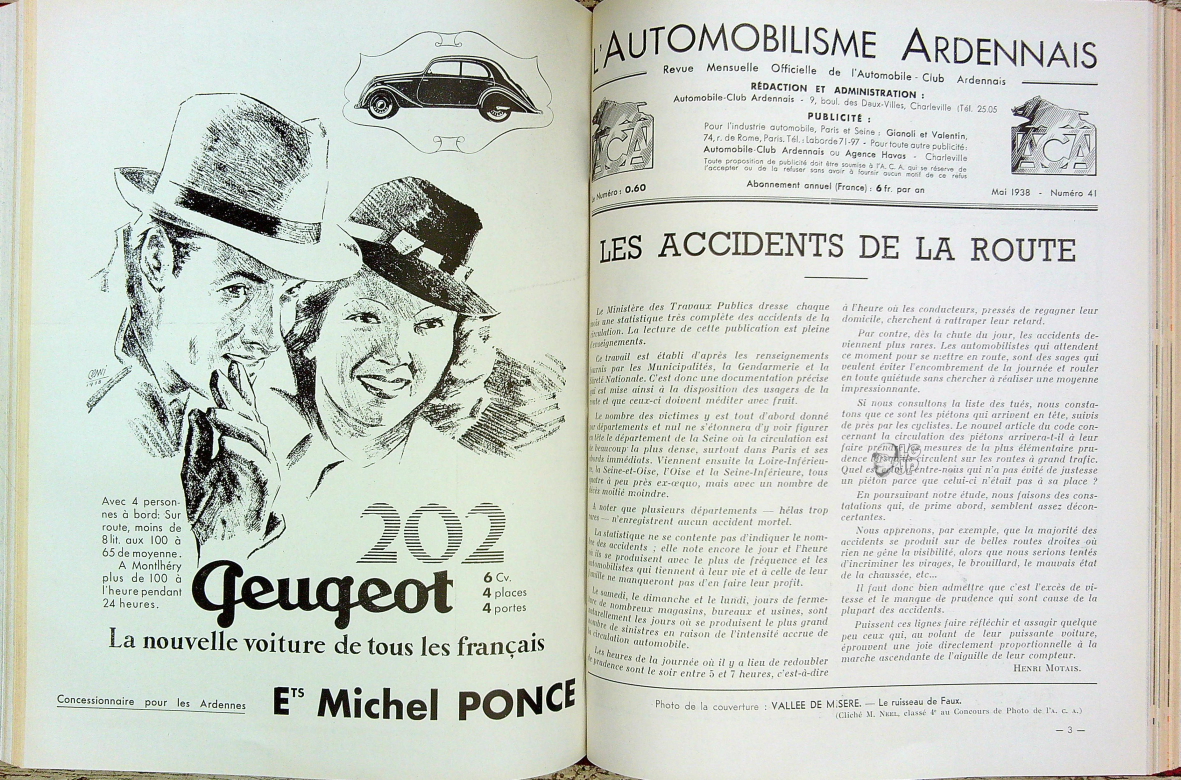 Avec 4 person-
nes à bord: Sur
route, moins de
8 lit. aux 100 à
65 de moyenne.
A Montlhéry
plus de 100 à
l'heure pendant
24 heures.
202
Peugeot
6 Cv.
4 places
4 portes
La nouvelle voiture de tous les français
Concessionnaire pour les Ardennes
ETS Michel PONCE
L'AUTOMOBILISME ARDENNAIS
Revue Mensuelle Officielle de l'Automobile-Club Ardennais
RÉDACTION ET ADMINISTRATION :
Automobile-Club Ardennais - 9, boul. des Deux-Villes, Charleville (Tél. 25.05
PUBLICITÉ :
Pour l'industrie automobile, Paris et Seine : Gianoli et Valentin,
74, r. de Rome, Paris. Tél. : Laborde 71-97 - Pour toute autre publicité:
Automobile-Club Ardennais ou Agence Havas - Charleville
Toute proposition de publicité doit être soumise à l'A. C. A. qui se réserve de
l'accepter ou de la refuser sans avoir à fournir aucun motif de ce refus
ACA
ACA
Numéro : 0.60
Abonnement annuel (France) : 6 fr. par an
Mai 1938 - Numéro 41
LES ACCIDENTS DE LA ROUTE
Le Ministère des Travaux Publics dresse chaque
mois une statistique très complète des accidents de la
circulation. La lecture de cette publication est pleine
d'enseignements.
Ce travail est établi d'après les renseignements
fournis par les Municipalités, la Gendarmerie et la
Sûreté Nationale. C'est donc une documentation précise
qui est mise ainsi à la disposition des usagers de la
route et que ceux-ci doivent méditer avec fruit.
Le nombre des victimes y est tout d'abord donné
par départements et nul ne s'étonnera d'y voir figurer
en tête le département de la Seine où la circulation est
de beaucoup la plus dense, surtout dans Paris et ses
abords immédiats. Viennent ensuite la Loire-Inférieu-
re, la Seine-et-Oise, l'Oise et la Seine-Inférieure, tous
quatre à peu près ex-æquo, mais avec un nombre de
décès moitié moindre.
A noter que plusieurs départements — hélas trop
rares — n'enregistrent aucun accident mortel.
La statistique ne se contente pas d'indiquer le nom-
bre des accidents ; elle note encore le jour et l'heure
où ils se produisent avec le plus de fréquence et les
automobilistes qui tiennent à leur vie et à celle de leur
famille ne manqueront pas d'en faire leur profit.
Le samedi, le dimanche et le lundi, jours de ferme-
ture de nombreux magasins, bureaux et usines, sont
naturellement les jours où se produisent le plus grand
nombre de sinistres en raison de l'intensité accrue de
la circulation automobile.
Les heures de la journée où il y a lieu de redoubler
de prudence sont le soir entre 5 et 7 heures, c'est-à-dire
à l'heure où les conducteurs, pressés de regagner leur
domicile, cherchent à rattraper leur retard.
Par contre, dès la chute du jour, les accidents de-
viennent plus rares. Les automobilistes qui attendent
ce moment pour se mettre en route, sont des sages qui
veulent éviter l'encombrement de la journée et rouler
en toute quiétude sans chercher à réaliser une moyenne
impressionnante.
Si nous consultons la liste des tués, nous consta-
tons que ce sont les piétons qui arrivent en tête, suivis
de près par les cyclistes. Le nouvel article du code con-
cernant la circulation des piétons arrivera-t-il à leur
faire prendre mesures de la plus élémentaire pru-
dence circulent sur les routes à grand trafic.
Quel est entre-nous qui n'a pas évité de justesse
un piéton parce que celui-ci n'était pas à sa place ?
En poursuivant notre étude, nous faisons des cons-
tatations qui, de prime abord, semblent assez décon-
certantes.
Nous apprenons, par exemple, que la majorité des
accidents se produit sur de belles routes droites où
rien ne gêne la visibilité, alors que nous serions tentés
d'incriminer les virages, le brouillard, le mauvais état
de la chaussée, etc...
Il faut donc bien admettre que c'est l'excès de vi-
tesse et le manque de prudence qui sont cause de la
plupart des accidents.
Puissent ces lignes faire réfléchir et assagir quelque
peu ceux qui, au volant de leur puissante voiture,
éprouvent une joie directement proportionnelle à la
marche ascendante de l'aiguille de leur compteur.
HENRI MOTAIS.
Photo de la couverture : VALLEE DE MISERE. — Le ruisseau de Faux.
(Cliché M. NEEL, classé 4e au Concours de Photo de l'A. C. A.)
— 3 —